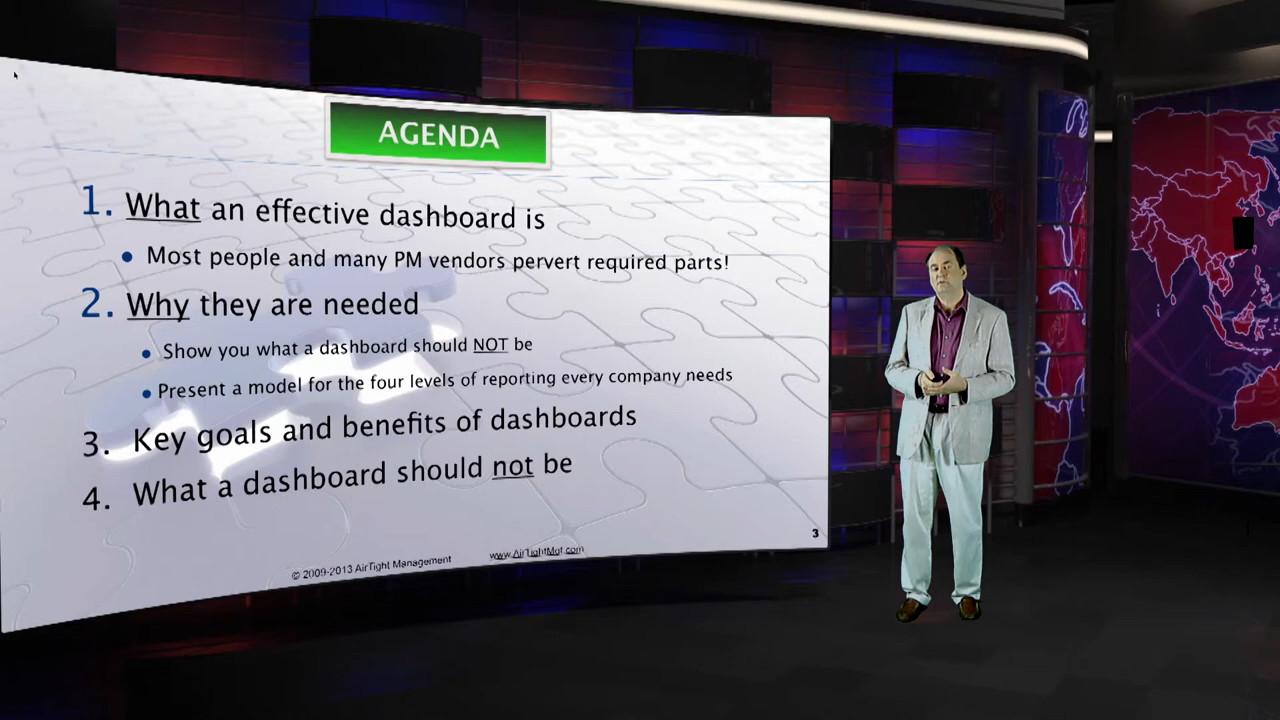 AGENDA
1. What an effective dashboard is
• Most people and many PM vendors pervert required parts!
2. Why they are needed
• Show you what a dashboard should NOT be
• Present a model for the four levels of reporting every company needs
3. Key goals and benefits of dashboards
4. What a dashboard should not be
3
© 2009-2013 AirTight Management www.AirTightMgt.com